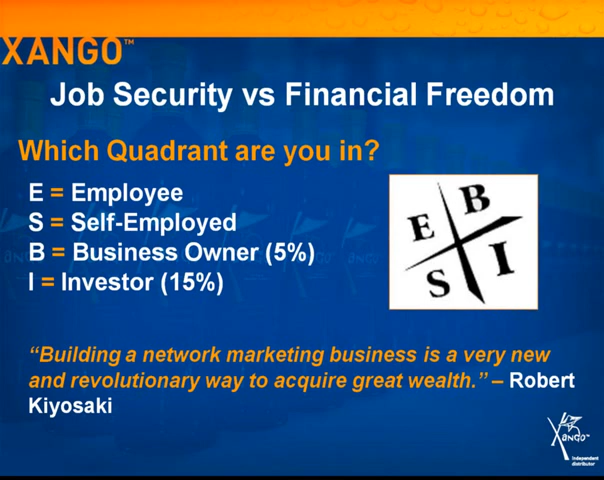 XANGO™
Job Security vs Financial Freedom
Which Quadrant are you in?
E = Employee
S = Self-Employed
B = Business Owner (5%)
I = Investor (15%)
E B
S I
“Building a network marketing business is a very new
and revolutionary way to acquire great wealth.” – Robert
Kiyosaki
XANGO™
Independent
distributor